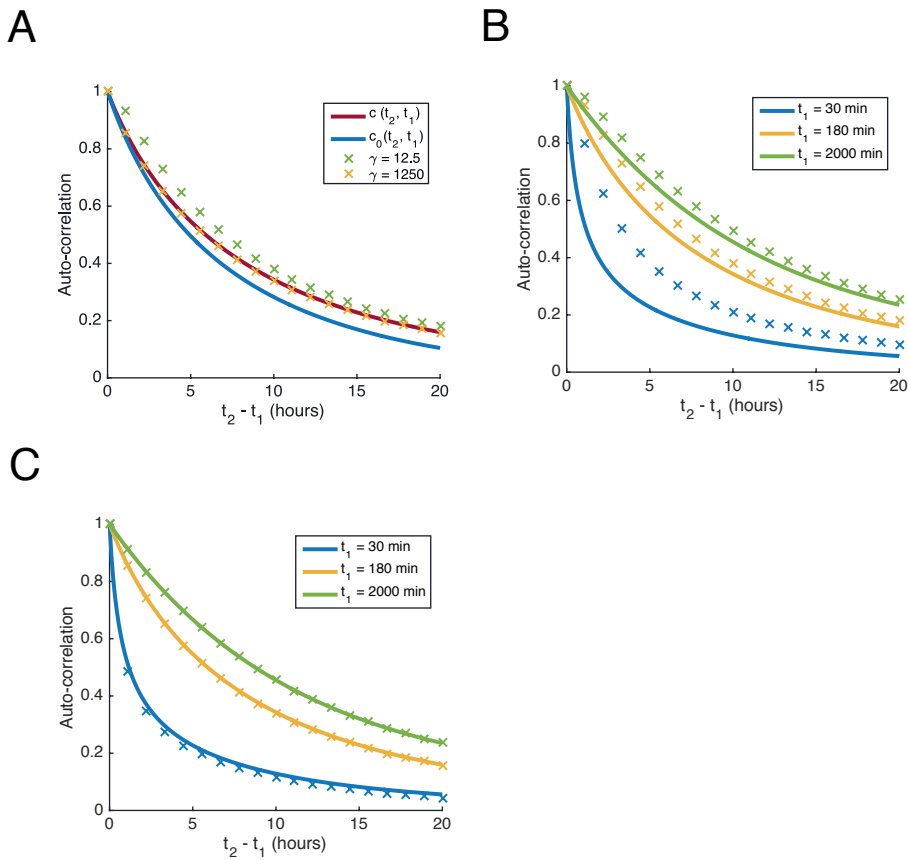 A
1
0.8
0.6
0.4
0.2
0
Auto-correlation
0
5
10
15
20
t2 - t1 (hours)
c (t2, t1)
c0(t2, t1)
γ = 12.5
γ = 1250
B
1
0.8
0.6
0.4
0.2
0
Auto-correlation
0
5
10
15
20
t2 - t1 (hours)
t1 = 30 min
t1 = 180 min
t1 = 2000 min
C
1
0.8
0.6
0.4
0.2
0
Auto-correlation
0
5
10
15
20
t2 - t1 (hours)
t1 = 30 min
t1 = 180 min
t1 = 2000 min